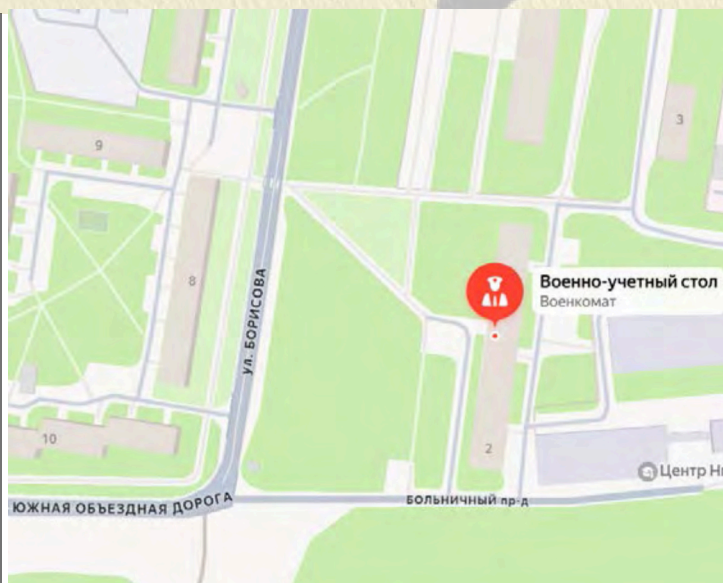 9
3
8
ул. БОРИСОВА
Военно-учетный стол
Военкомат
10
2
Центр Н
ЮЖНАЯ ОБЪЕЗДНАЯ ДОРОГА
БОЛЬНИЧНЫЙ пр-д